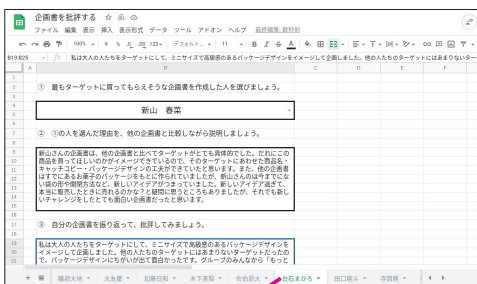 企画書を批評する
ファイル 編集 表示 挿入 表示形式 データ ツール アドオン ヘルプ 最終編集:数秒前
100% ¥ % .0 .00 123 デフォルト... 11 B I S A
B19:B25 fx 私は大人の人たちをターゲットにして、ミニサイズで高級感のあるパッケージデザインをイメージして企画しました。他の人たちのターゲットにはあまりないター
A B C D E F
1
2 ① 最もターゲットに買ってもらえそうな企画書を作成した人を選びましょう。
3
4 新山 春菜
5
6
7 ② ①の人を選んだ理由を、他の企画書と比較しながら説明しましょう。
8
9 新山さんの企画書は、他の企画書と比べてターゲットがとても具体的でした。だれにこの
10 商品を買ってほしいのかがイメージできているので、そのターゲットにあわせた商品名・
11 キャッチコピー・パッケージデザインの工夫ができていたと思います。また、他の企画書
12 はすでにあるお菓子のパッケージをもとに作られていましたが、新山さんのは今までにな
13 い袋の形や開閉方法など、新しいアイデアがつまっていました。新しいアイデア過ぎて、
14 本当に販売したときに売れるのかな?と疑問に思うところもありましたが、それでも新し
15 いチャレンジをしたとても面白い企画書だったと思います。
16
17 ③ 自分の企画書を振り返って、批評してみましょう。
18
19 私は大人の人たちをターゲットにして、ミニサイズで高級感のあるパッケージデザインを
20 イメージして企画しました。他の人たちのターゲットにはあまりないターゲットだったの
21 で、パッケージデザインにちがいが出て面白かったです。グループのみんなから「もっと
大地 大友慶 加藤日和 木下栞梨 佐伯蒼大 白石まひろ 田口陽斗 寺岡